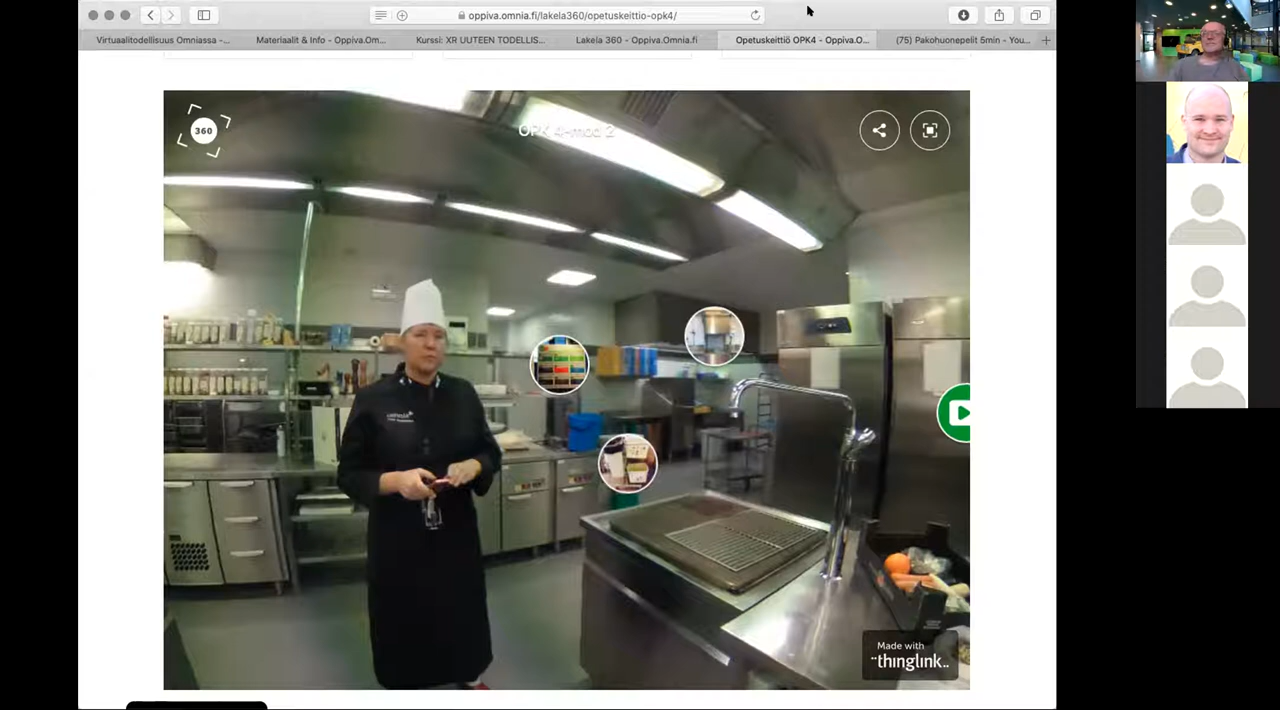 oppiva.omnia.fi/lakela360/opetuskeittio-opk4/
Virtuaalitodellisuus Omniassa -...
Materiaalit & Info - Oppiva.Om...
Kurssi: XR UUTEEN TODELLIS...
Lakela 360 - Oppiva.Omnia.fi
Opetuskeittiö OPK4 - Oppiva.O...
(75) Pakohuonepelit 5min - You...
360
OPK 4-mod 2
Made with
thinglink..